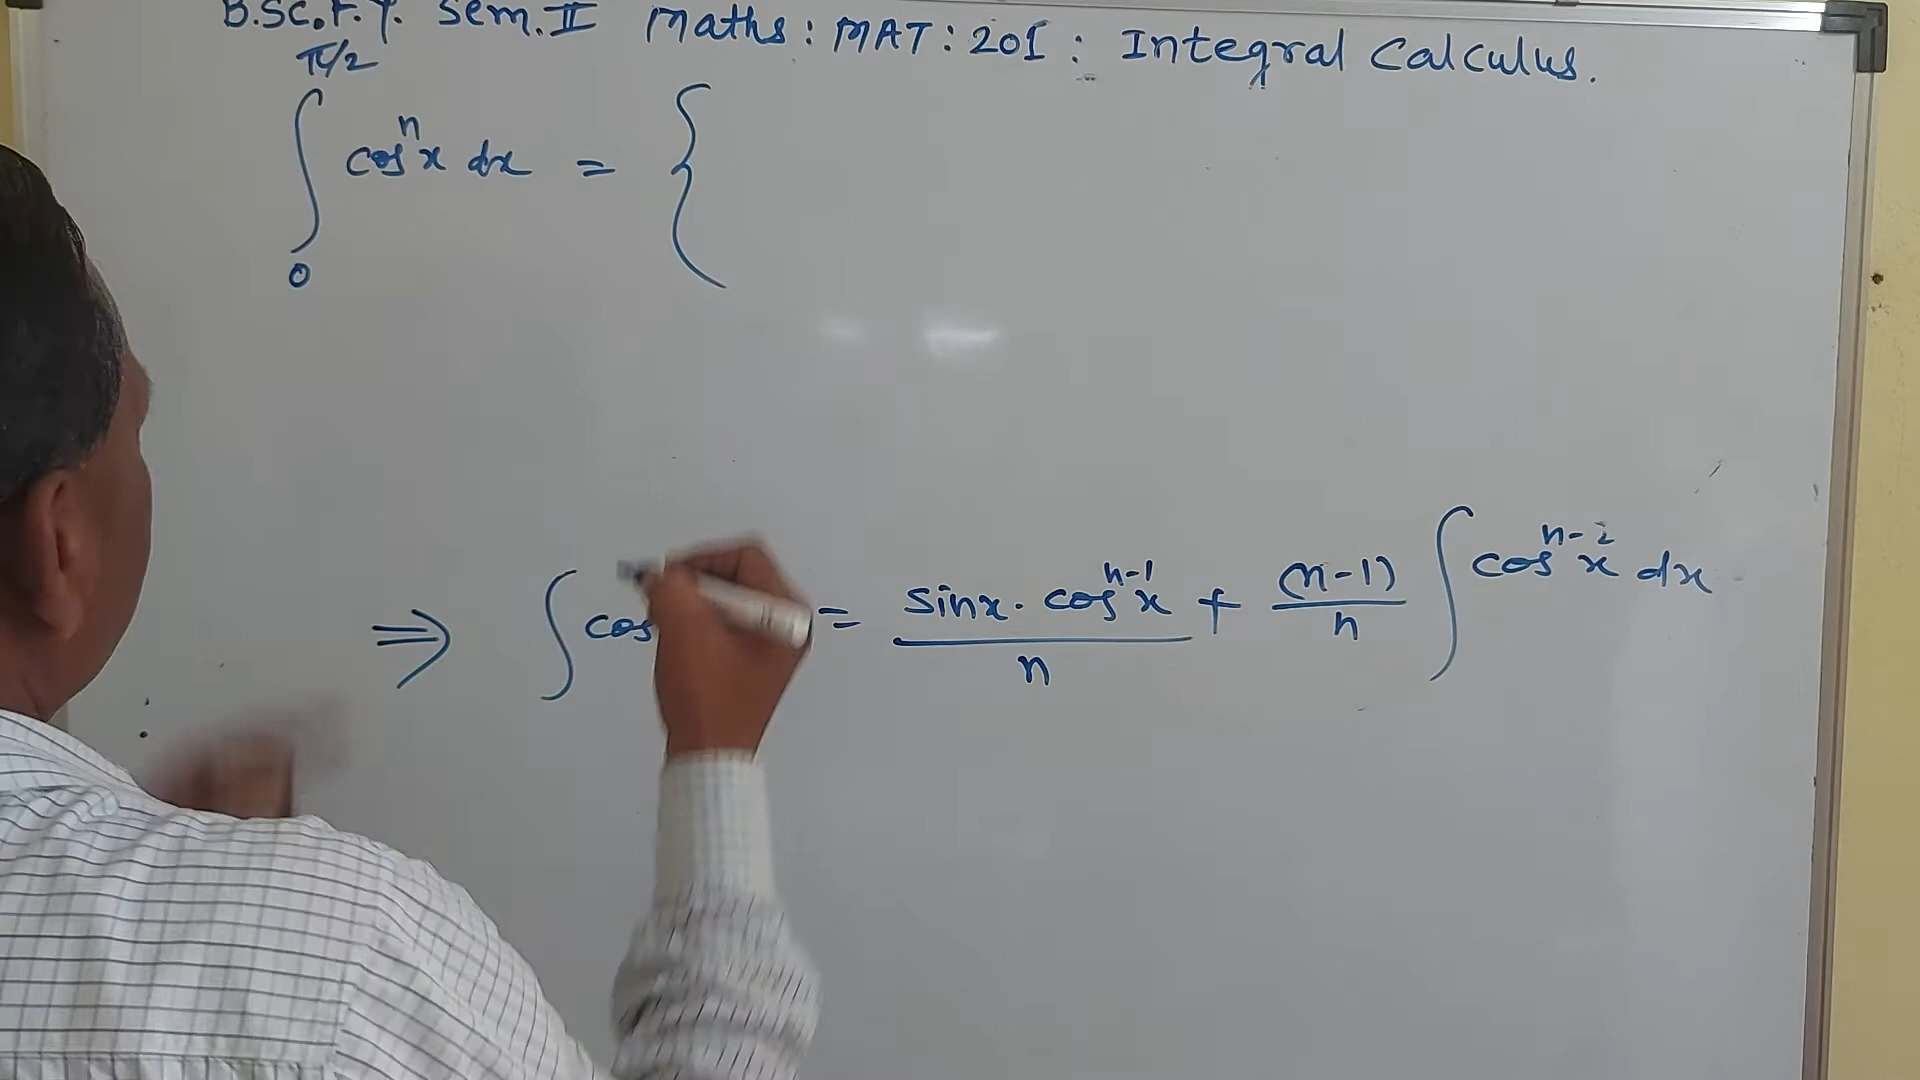 B.Sc.F.Y. Sem.II Maths : MAT : 201 : Integral Calculus.
∫₀^{π/2} cosⁿx dx = {
⇒ ∫ cos = sinx · cosⁿ⁻¹x / n + (n-1)/n ∫ cosⁿ⁻²x dx